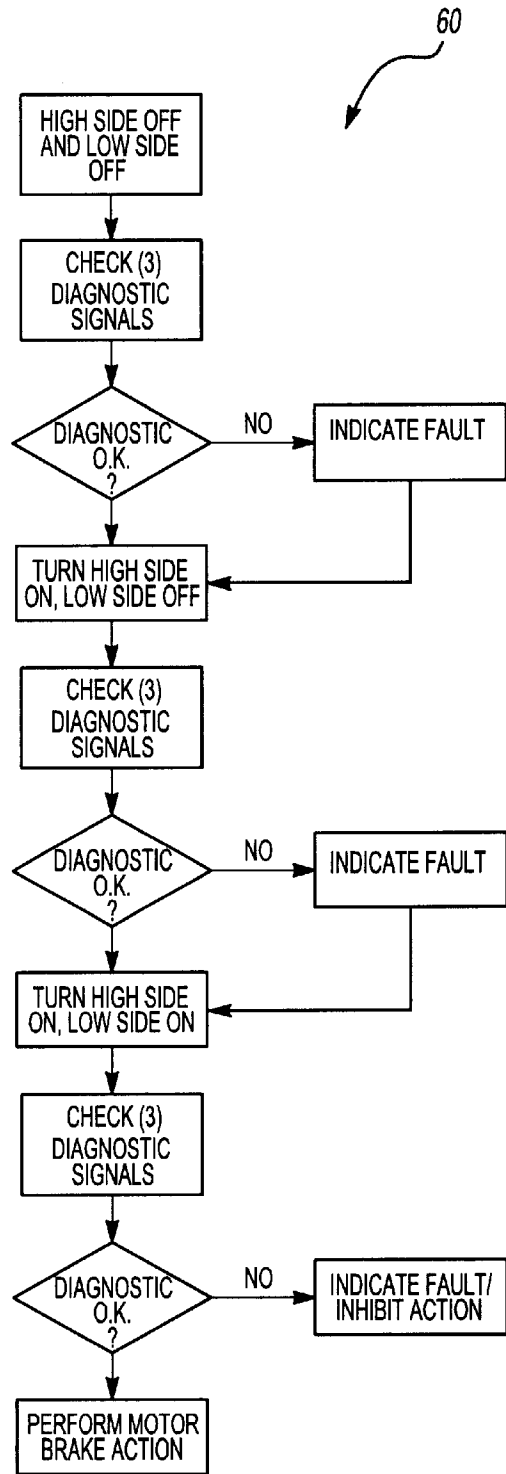 60
HIGH SIDE OFF
AND LOW SIDE
OFF
CHECK (3)
DIAGNOSTIC
SIGNALS
DIAGNOSTIC
O.K.
?
NO
INDICATE FAULT
TURN HIGH SIDE
ON, LOW SIDE OFF
CHECK (3)
DIAGNOSTIC
SIGNALS
DIAGNOSTIC
O.K.
?
NO
INDICATE FAULT
TURN HIGH SIDE
ON, LOW SIDE ON
CHECK (3)
DIAGNOSTIC
SIGNALS
DIAGNOSTIC
O.K.
?
NO
INDICATE FAULT/
INHIBIT ACTION
PERFORM MOTOR
BRAKE ACTION